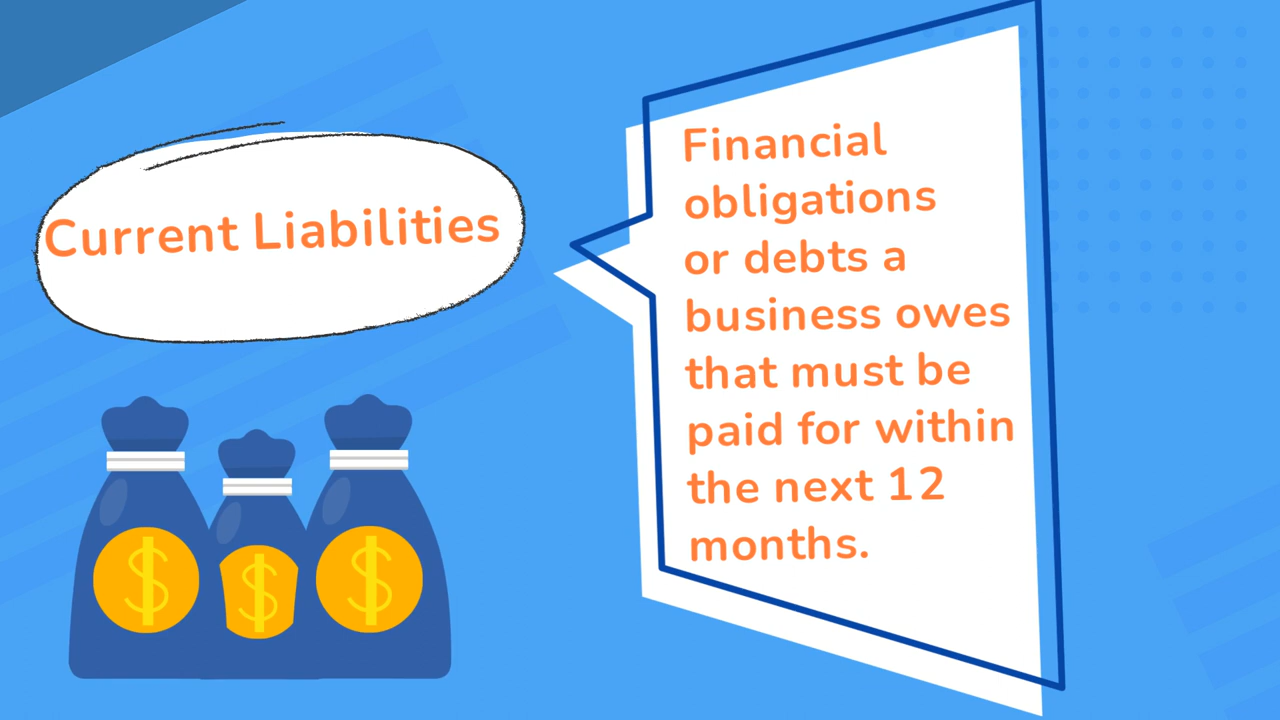 Current Liabilities
Financial
obligations
or debts a
business owes
that must be
paid for within
the next 12
months.
$ $ $